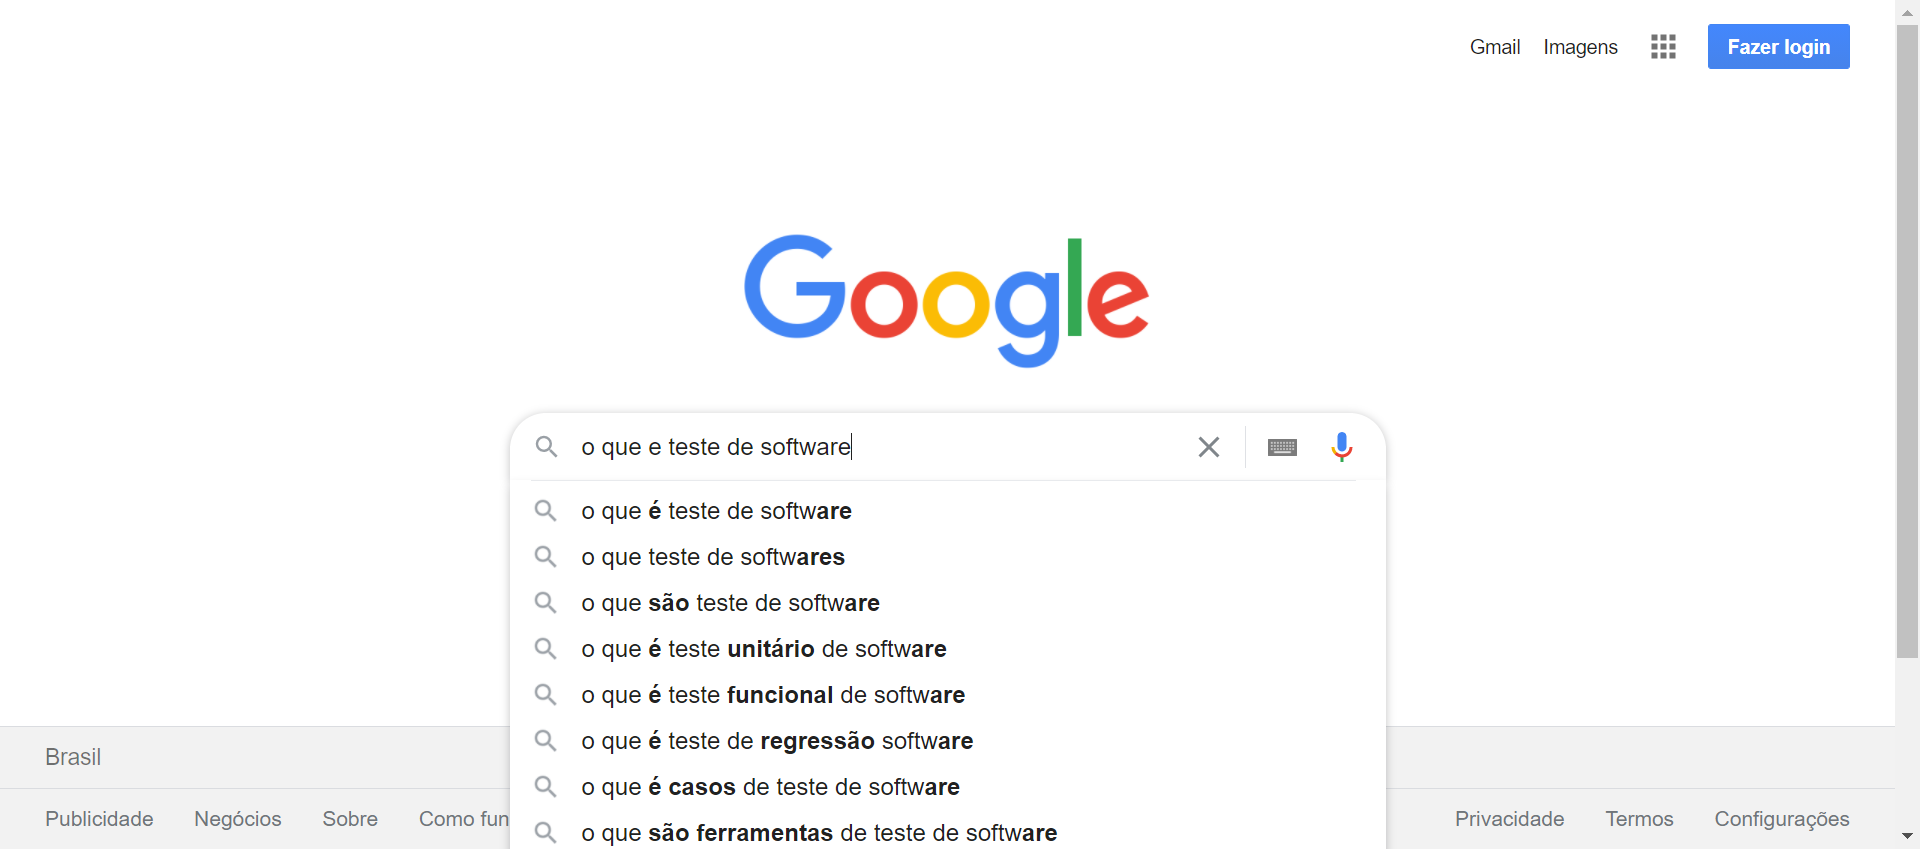 Gmail Imagens Fazer login
Google
o que e teste de software
o que é teste de software
o que teste de softwares
o que são teste de software
o que é teste unitário de software
o que é teste funcional de software
o que é teste de regressão software
o que é casos de teste de software
o que são ferramentas de teste de software
Brasil
Publicidade Negócios Sobre Como fun Privacidade Termos Configurações